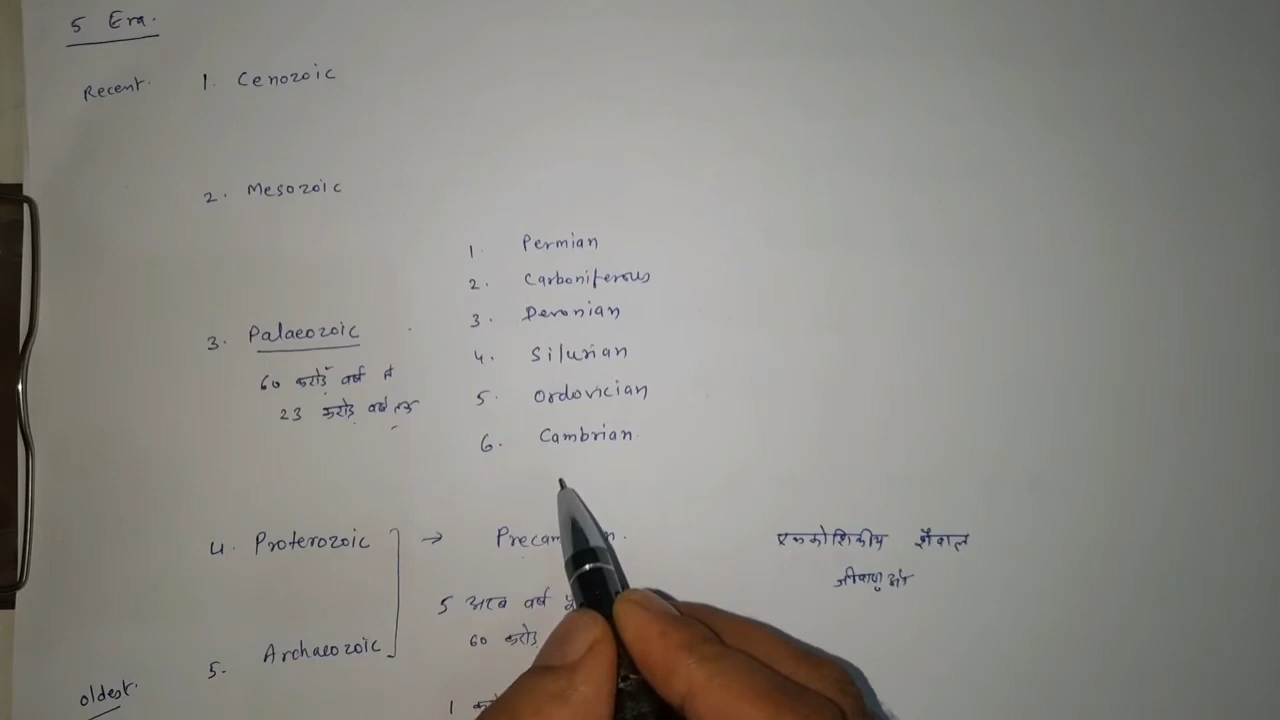 5 Era.
Recent. 1. Cenozoic
2. Mesozoic
1. Permian
2. Carboniferous
3. Devonian
3. Palaeozoic
4. Silurian
60 करोड़ वर्ष से
5. Ordovician
23 करोड़ वर्ष तक
6. Cambrian.
4. Proterozoic →
एककोशिकीय शैवाल
जीवाणुओं
5 अरब वर्ष
60 करोड़
5. Archaeozoic
oldest.
1